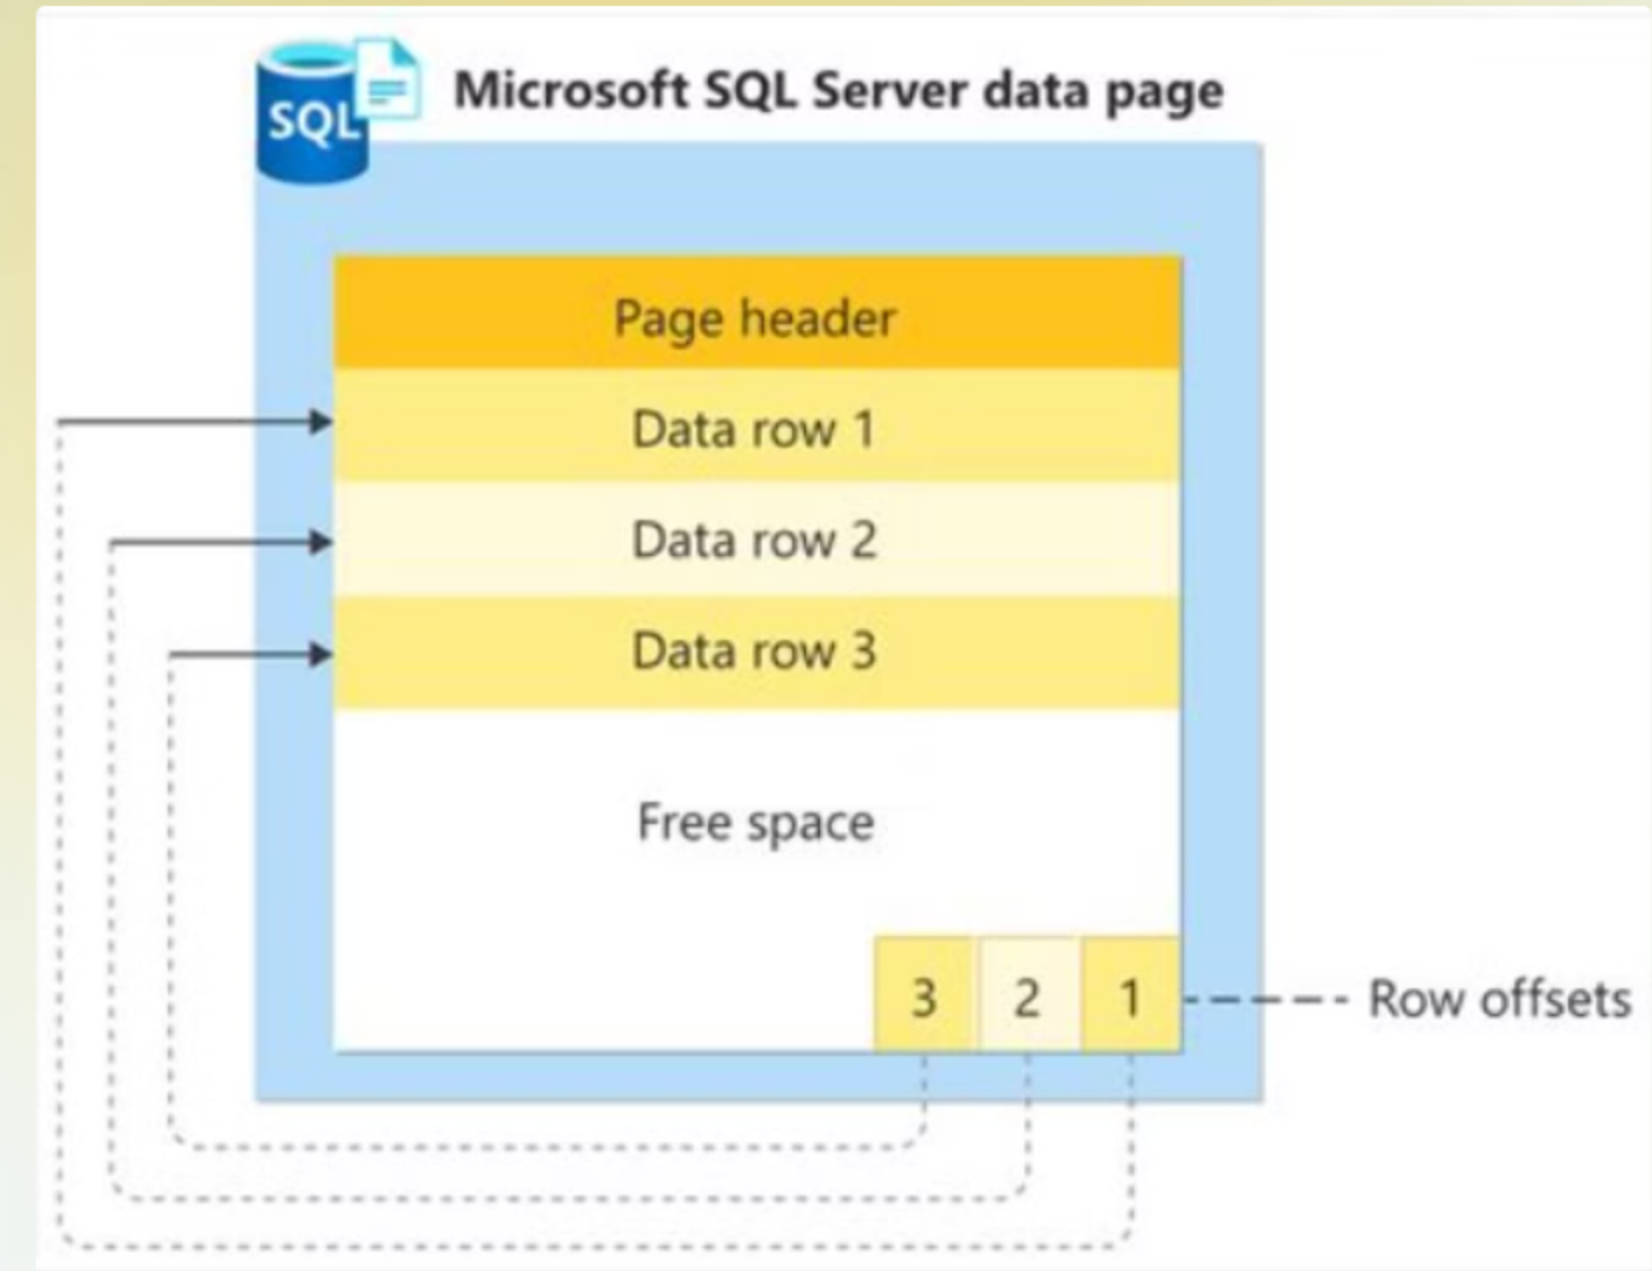 SQL
Microsoft SQL Server data page
Page header
Data row 1
Data row 2
Data row 3
Free space
3 2 1
Row offsets